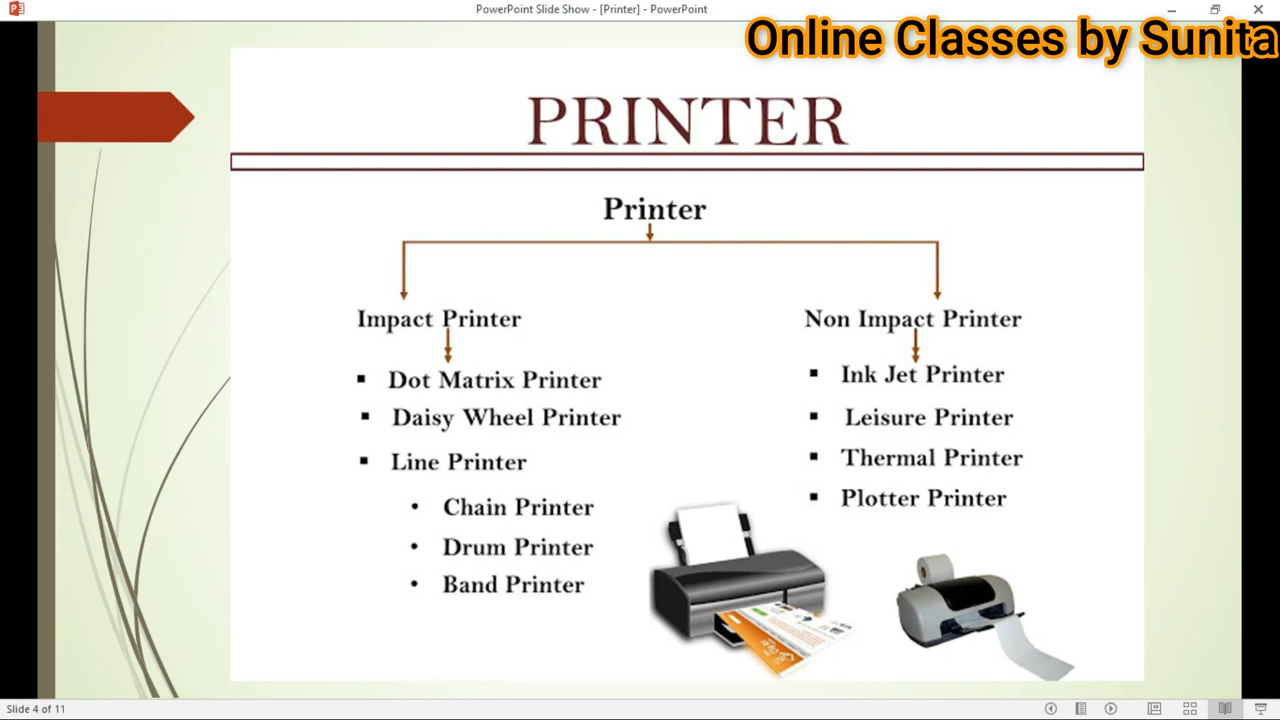 PowerPoint Slide Show - [Printer] - PowerPoint
Online Classes by Sunita
PRINTER
Printer
Impact Printer
Dot Matrix Printer
Daisy Wheel Printer
Line Printer
Chain Printer
Drum Printer
Band Printer
Non Impact Printer
Ink Jet Printer
Leisure Printer
Thermal Printer
Plotter Printer
Slide 4 of 11